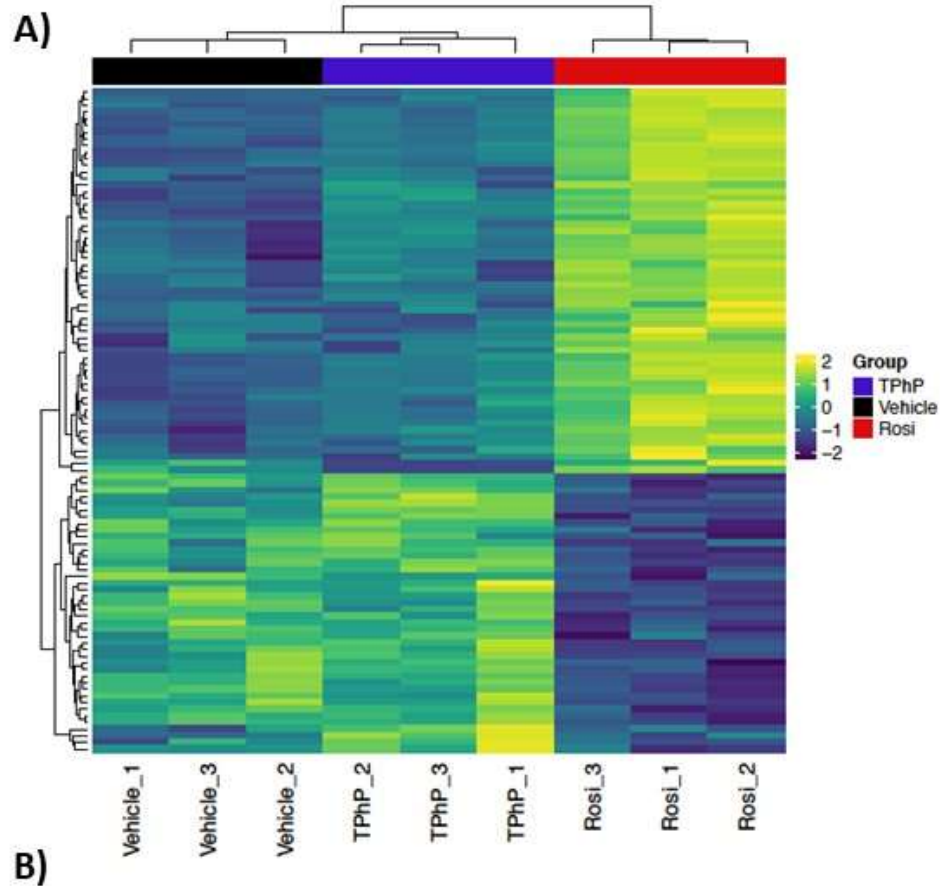 A)
2
1
0
−1
−2
Group
TPhP
Vehicle
Rosi
Vehicle_1
Vehicle_3
Vehicle_2
TPhP_2
TPhP_3
TPhP_1
Rosi_3
Rosi_1
Rosi_2
B)